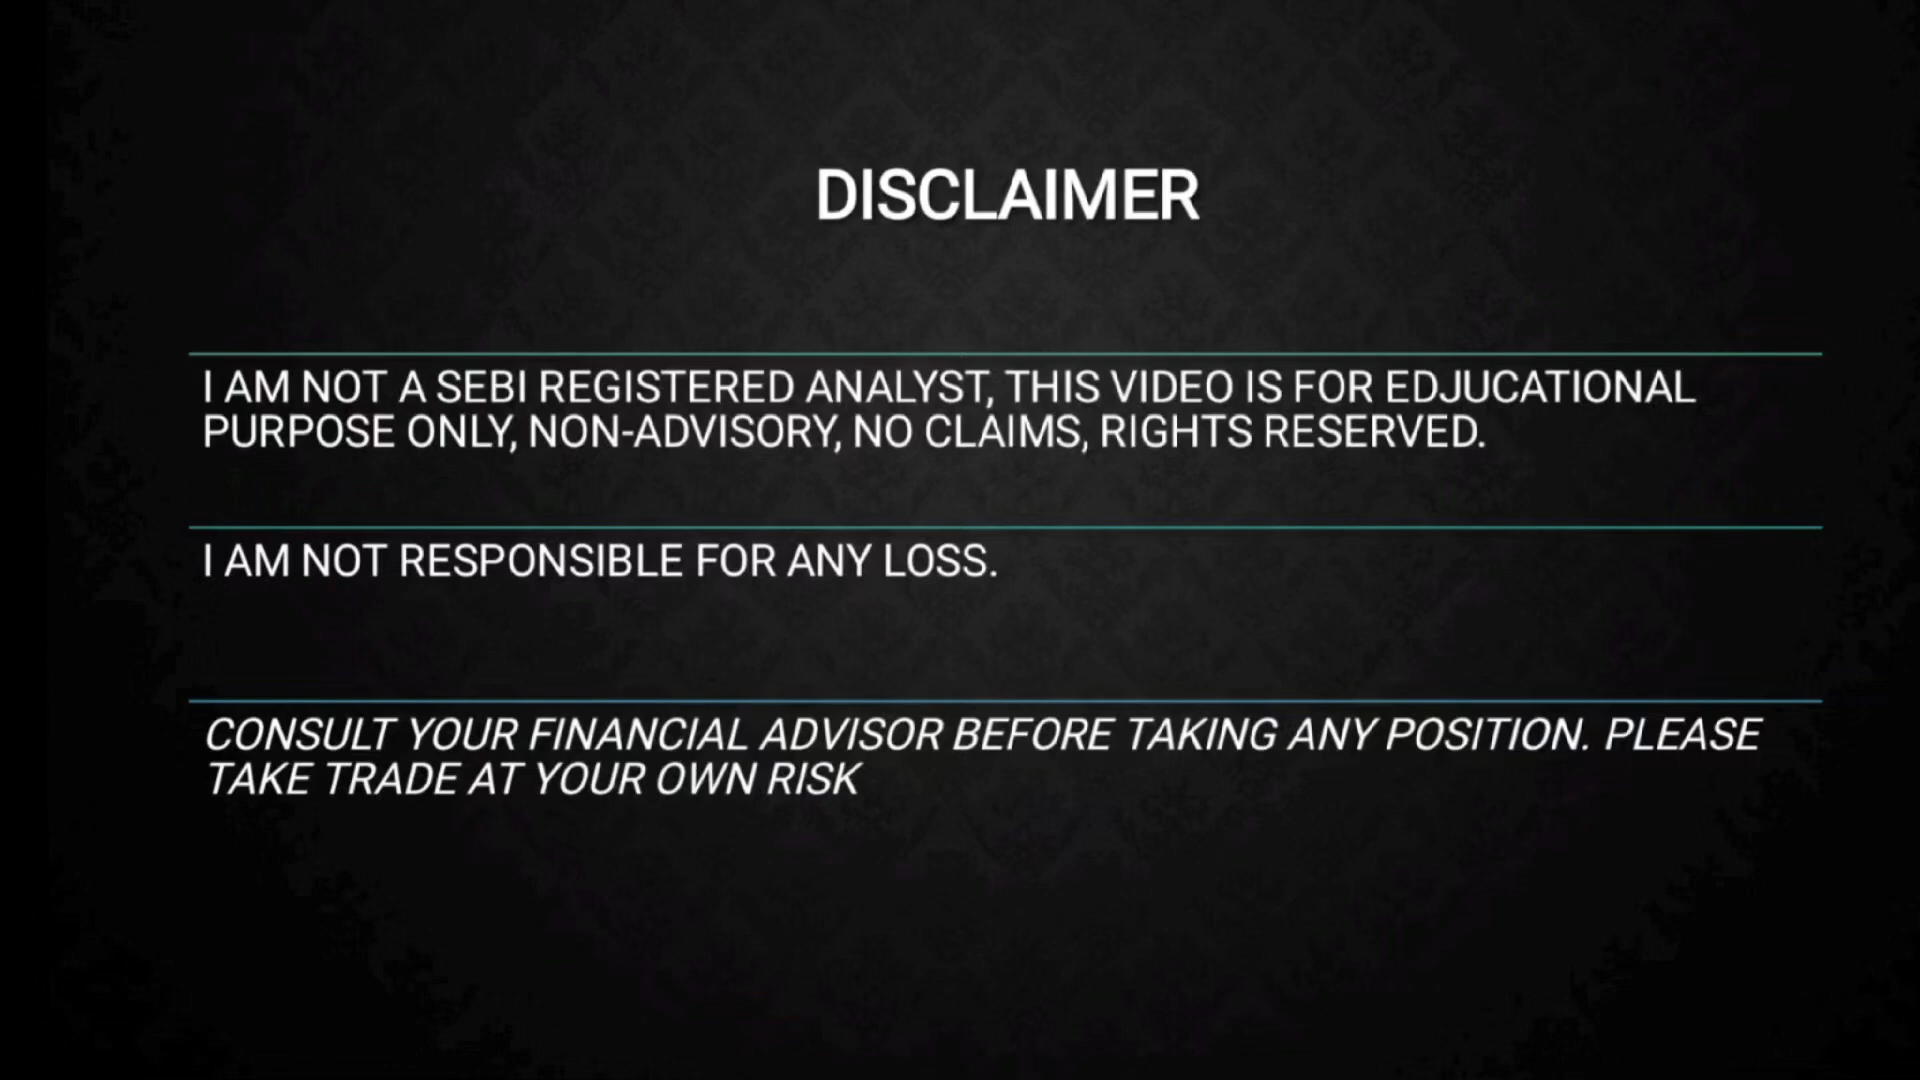 DISCLAIMER
I AM NOT A SEBI REGISTERED ANALYST, THIS VIDEO IS FOR EDJUCATIONAL
PURPOSE ONLY, NON-ADVISORY, NO CLAIMS, RIGHTS RESERVED.
I AM NOT RESPONSIBLE FOR ANY LOSS.
CONSULT YOUR FINANCIAL ADVISOR BEFORE TAKING ANY POSITION. PLEASE
TAKE TRADE AT YOUR OWN RISK